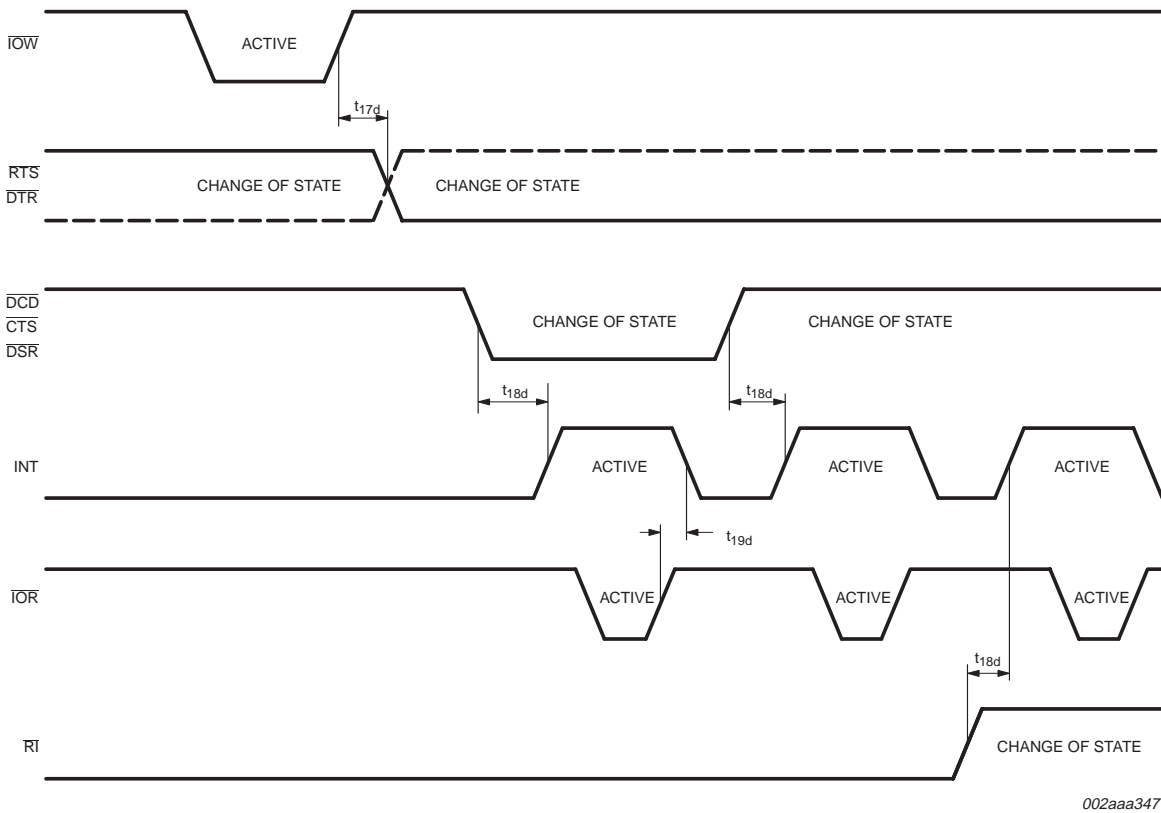 IOW
ACTIVE
t17d
RTS
DTR
CHANGE OF STATE
CHANGE OF STATE
DCD
CTS
DSR
CHANGE OF STATE
CHANGE OF STATE
t18d
t18d
INT
ACTIVE
ACTIVE
ACTIVE
t19d
IOR
ACTIVE
ACTIVE
ACTIVE
t18d
RI
CHANGE OF STATE
002aaa347